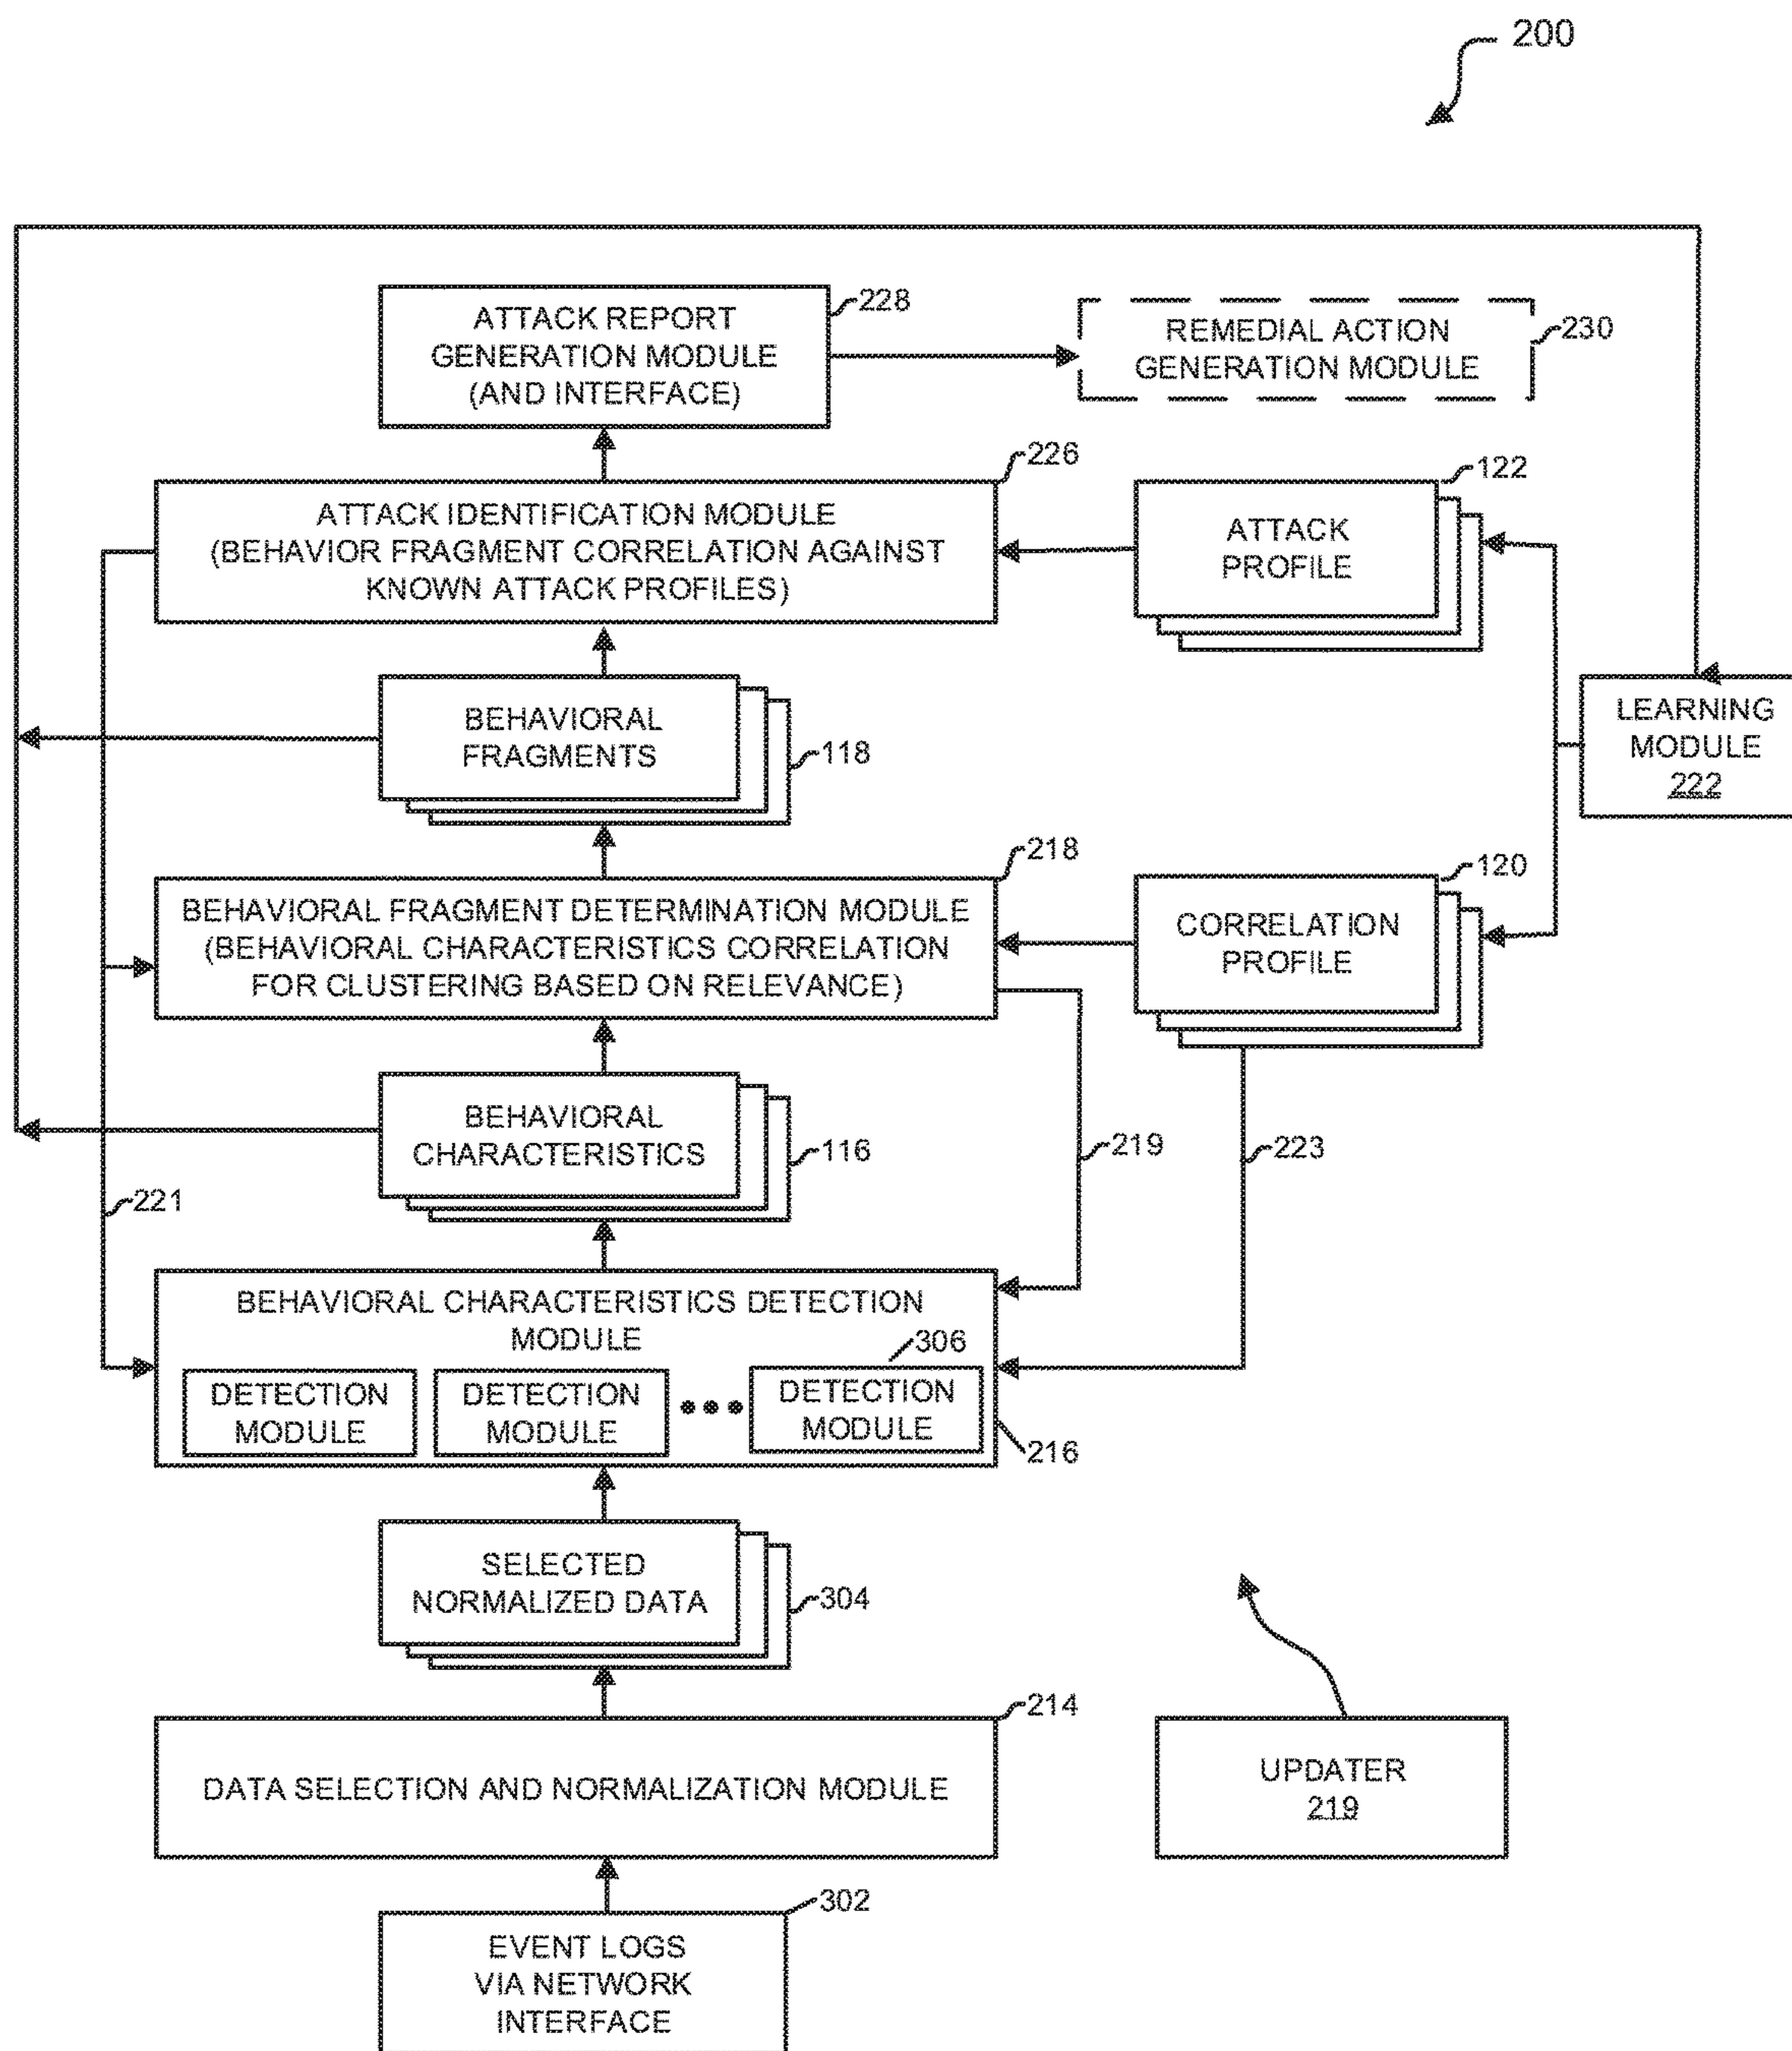 200
ATTACK REPORT
GENERATION MODULE
(AND INTERFACE)
228
REMEDIAL ACTION
GENERATION MODULE
230
226
ATTACK IDENTIFICATION MODULE
(BEHAVIOR FRAGMENT CORRELATION AGAINST
KNOWN ATTACK PROFILES)
122
ATTACK
PROFILE
BEHAVIORAL
FRAGMENTS
118
LEARNING
MODULE
222
218
BEHAVIORAL FRAGMENT DETERMINATION MODULE
(BEHAVIORAL CHARACTERISTICS CORRELATION
FOR CLUSTERING BASED ON RELEVANCE)
120
CORRELATION
PROFILE
BEHAVIORAL
CHARACTERISTICS
116
219
223
221
BEHAVIORAL CHARACTERISTICS DETECTION
MODULE
306
DETECTION
MODULE
DETECTION
MODULE
DETECTION
MODULE
216
SELECTED
NORMALIZED DATA
304
214
DATA SELECTION AND NORMALIZATION MODULE
UPDATER
219
302
EVENT LOGS
VIA NETWORK
INTERFACE